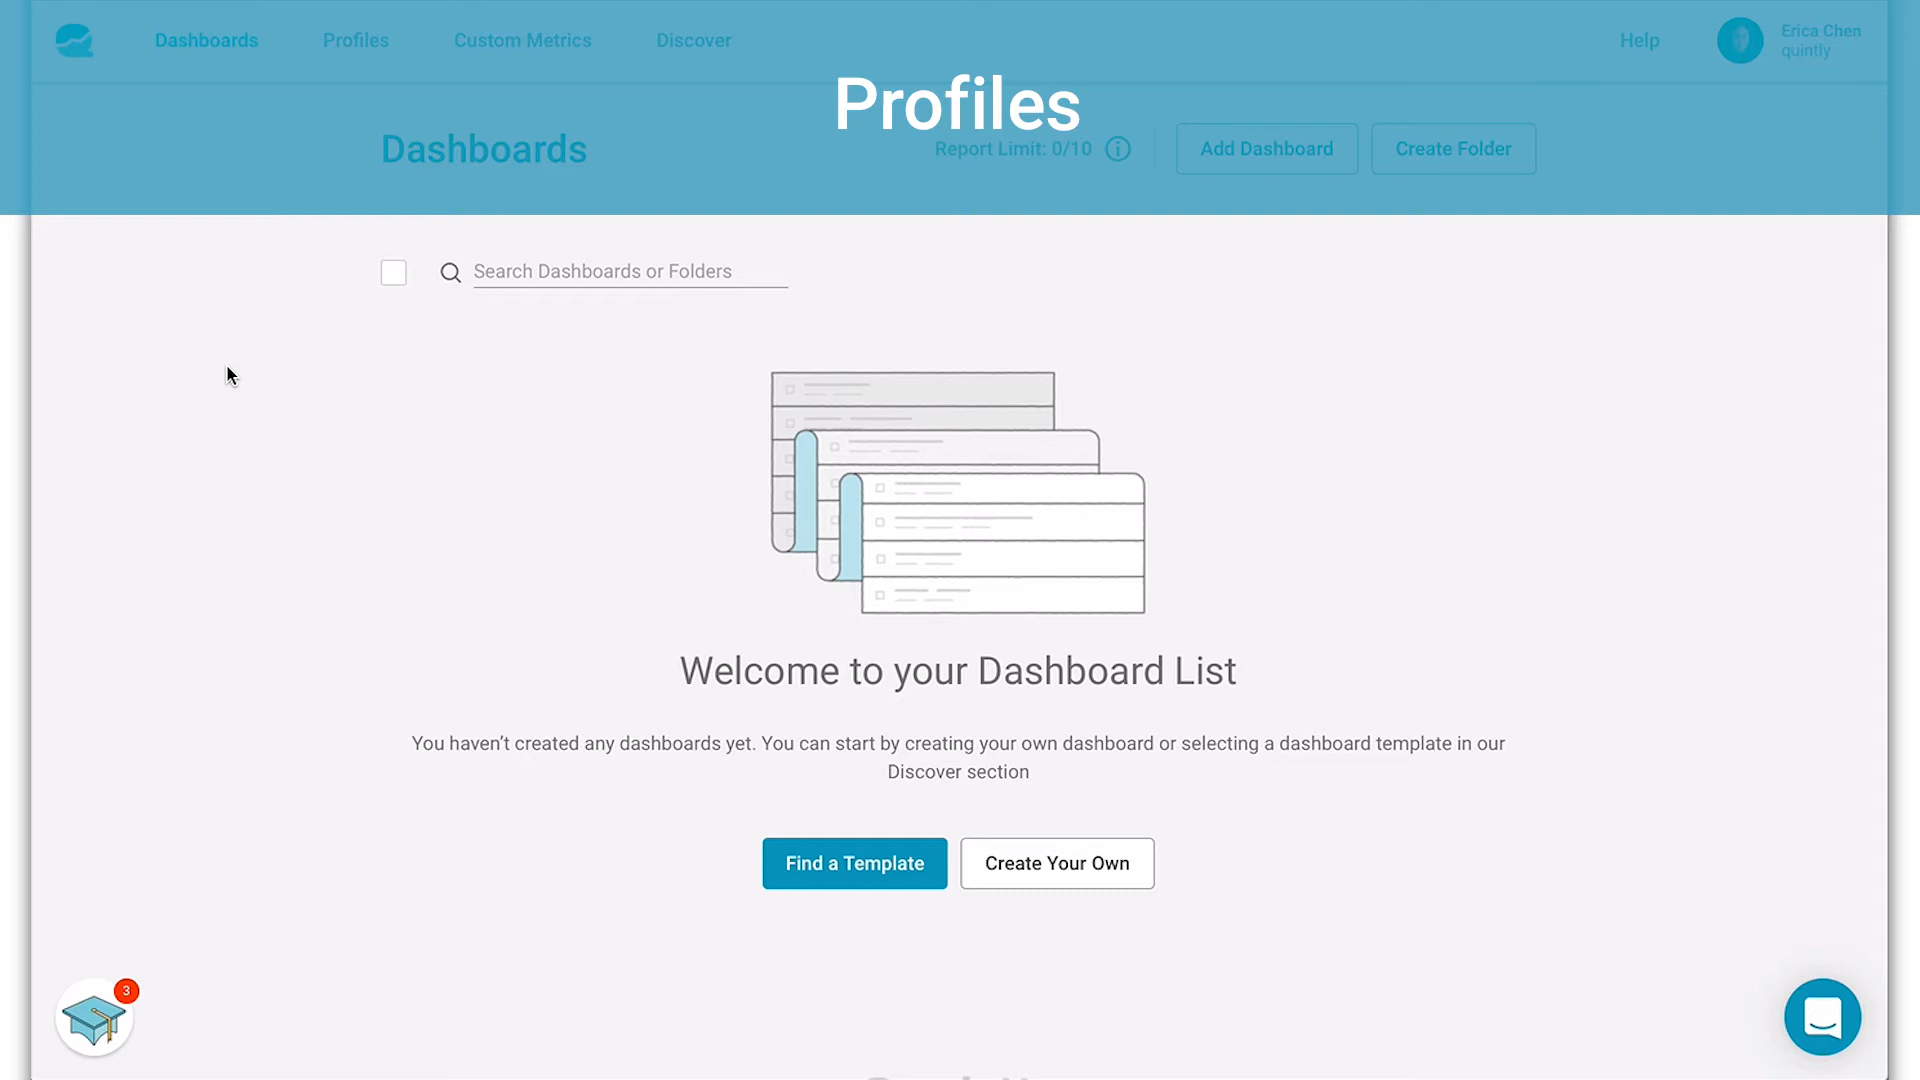 Dashboards
Profiles
Custom Metrics
Discover
Help
Erica Chen
quintly
Profiles
Dashboards
Report Limit: 0/10
Add Dashboard
Create Folder
Search Dashboards or Folders
Welcome to your Dashboard List
You haven’t created any dashboards yet. You can start by creating your own dashboard or selecting a dashboard template in our
Discover section
Find a Template
Create Your Own
3